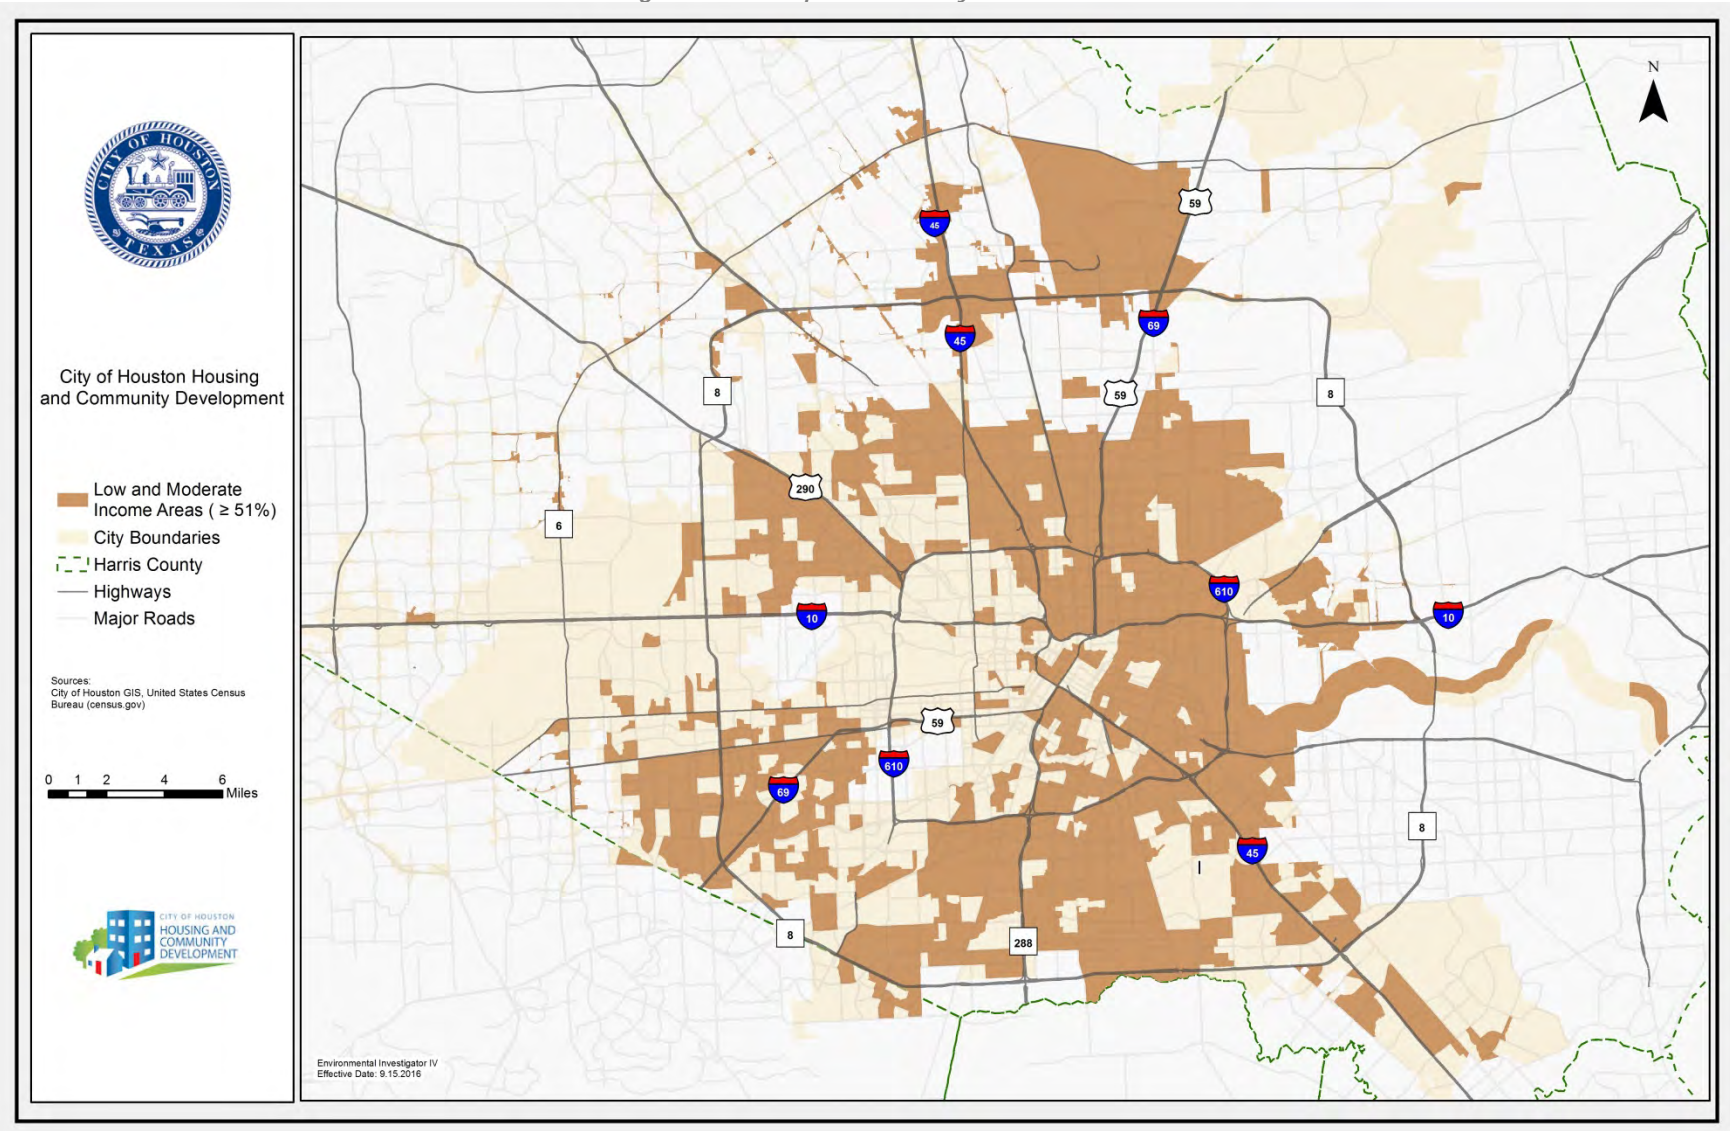 CITY OF HOUSTON
TEXAS
City of Houston Housing
and Community Development
Low and Moderate
Income Areas ( ≥ 51%)
City Boundaries
Harris County
Highways
Major Roads
Sources:
City of Houston GIS, United States Census
Bureau (census.gov)
0 1 2 4 6
Miles
CITY OF HOUSTON
HOUSING AND
COMMUNITY
DEVELOPMENT
N
59
45
69
45
8
59
8
290
6
610
10
10
59
610
69
8
45
8
288
Environmental Investigator IV
Effective Date: 9.15.2016